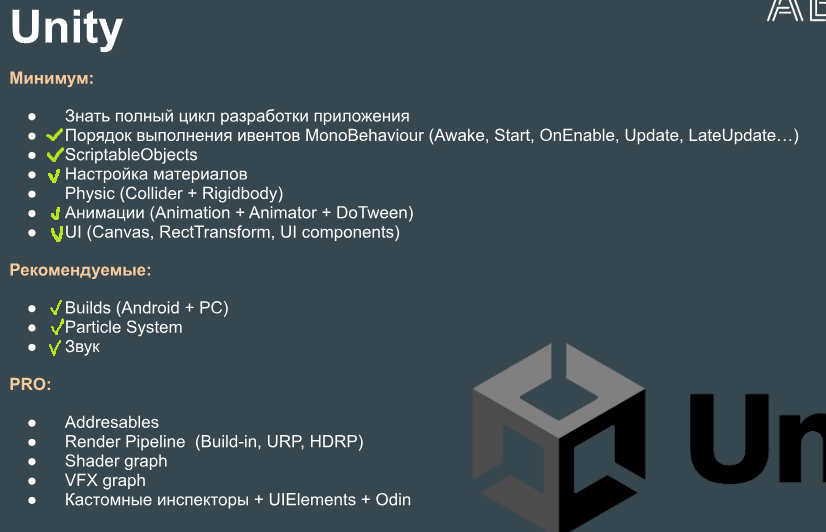 Unity
Минимум:
Знать полный цикл разработки приложения
Порядок выполнения ивентов MonoBehaviour (Awake, Start, OnEnable, Update, LateUpdate…)
ScriptableObjects
Настройка материалов
Physic (Collider + Rigidbody)
Анимации (Animation + Animator + DoTween)
UI (Canvas, RectTransform, UI components)
Рекомендуемые:
Builds (Android + PC)
Particle System
Звук
PRO:
Addresables
Render Pipeline (Build-in, URP, HDRP)
Shader graph
VFX graph
Кастомные инспекторы + UIElements + Odin
Un